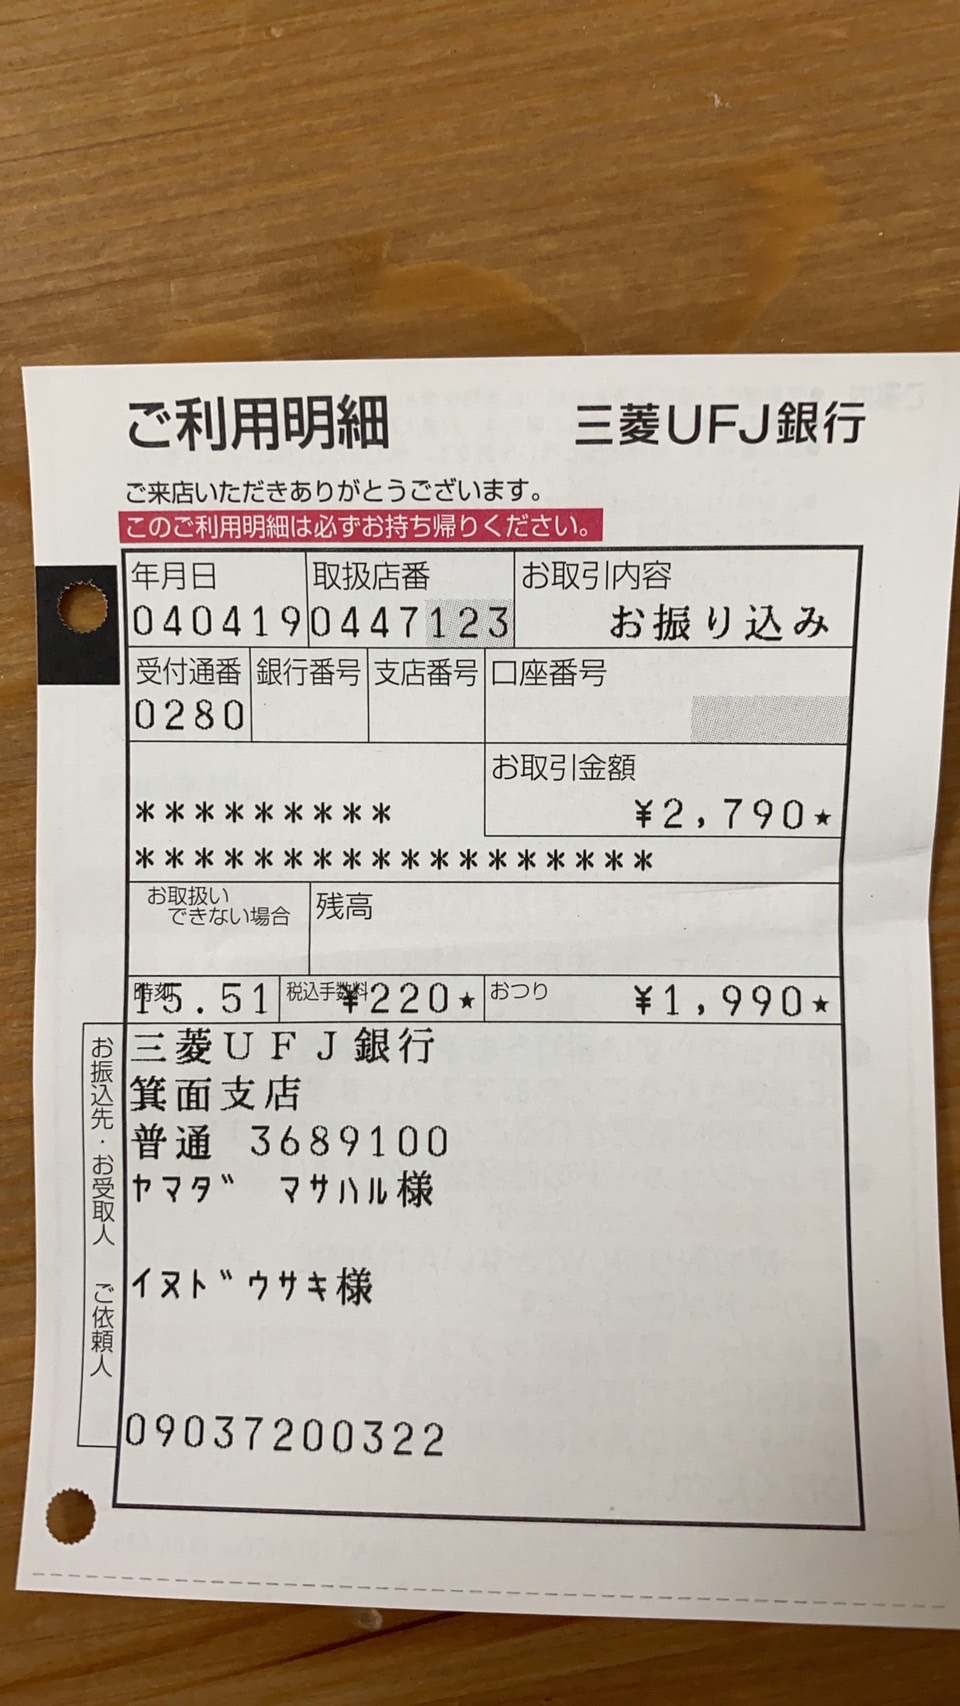 ご利用明細 三菱UFJ銀行
ご来店いただきありがとうございます。
このご利用明細は必ずお持ち帰りください。
年月日 取扱店番 お取引内容
040419 0447123 お振り込み
受付通番 銀行番号 支店番号 口座番号
0280
お取引金額
********* ¥2,790★
******************
お取扱い
できない場合 残高
時刻 税込手数料 おつり
15.51 ¥220★ ¥1,990★
お振込先・お受取人 ご依頼人
三菱UFJ銀行
箕面支店
普通 3689100
ヤマダ マサハル様
イヌドウサキ様
09037200322